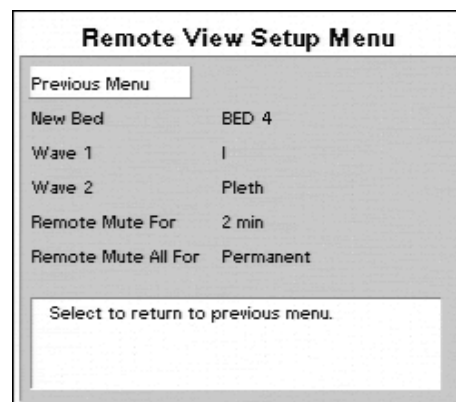 Remote View Setup Menu
Previous Menu
New Bed BED 4
Wave 1 I
Wave 2 Pleth
Remote Mute For 2 min
Remote Mute All For Permanent
Select to return to previous menu.